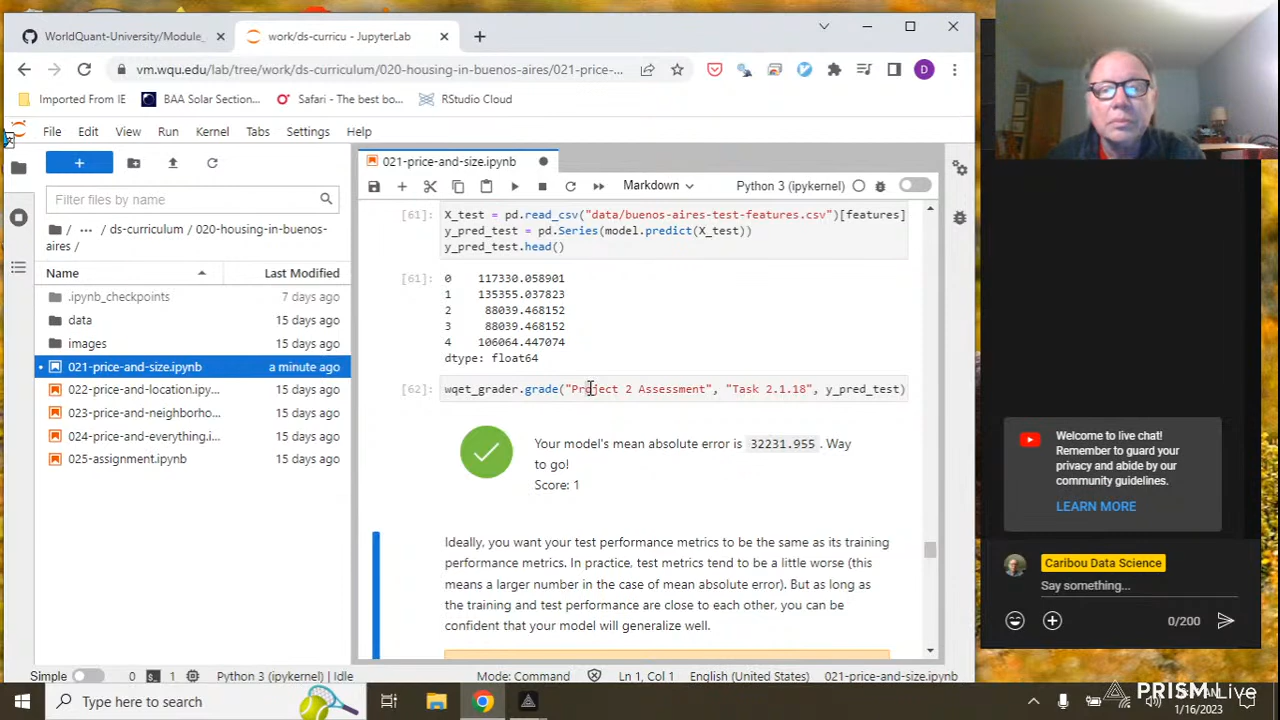 WorldQuant-University/Module_
work/ds-curricu - JupyterLab
vm.wqu.edu/lab/tree/work/ds-curriculum/020-housing-in-buenos-aires/021-price-...
D
Imported From IE
BAA Solar Section...
Safari - The best bo...
RStudio Cloud
File Edit View Run Kernel Tabs Settings Help
Filter files by name
/ ... / ds-curriculum / 020-housing-in-buenos-
aires /
Name Last Modified
.ipynb_checkpoints 7 days ago
data 15 days ago
images 15 days ago
021-price-and-size.ipynb a minute ago
022-price-and-location.ipy... 15 days ago
023-price-and-neighborho... 15 days ago
024-price-and-everything.i... 15 days ago
025-assignment.ipynb 15 days ago
021-price-and-size.ipynb
Markdown
Python 3 (ipykernel)
[61]: X_test = pd.read_csv("data/buenos-aires-test-features.csv")[features]
y_pred_test = pd.Series(model.predict(X_test))
y_pred_test.head()
[61]: 0 117330.058901
1 135355.037823
2 88039.468152
3 88039.468152
4 106064.447074
dtype: float64
[62]: wqet_grader.grade("Project 2 Assessment", "Task 2.1.18", y_pred_test)
Your model's mean absolute error is 32231.955 . Way
to go!
Score: 1
Ideally, you want your test performance metrics to be the same as its training
performance metrics. In practice, test metrics tend to be a little worse (this
means a larger number in the case of mean absolute error). But as long as
the training and test performance are close to each other, you can be
confident that your model will generalize well.
Simple 0 1 Python 3 (ipykernel) | Idle
Mode: Command Ln 1, Col 1 English (United States) 021-price-and-size.ipynb
Welcome to live chat!
Remember to guard your
privacy and abide by our
community guidelines.
LEARN MORE
Caribou Data Science
Say something...
0/200
Type here to search
PRISM Live
1/16/2023